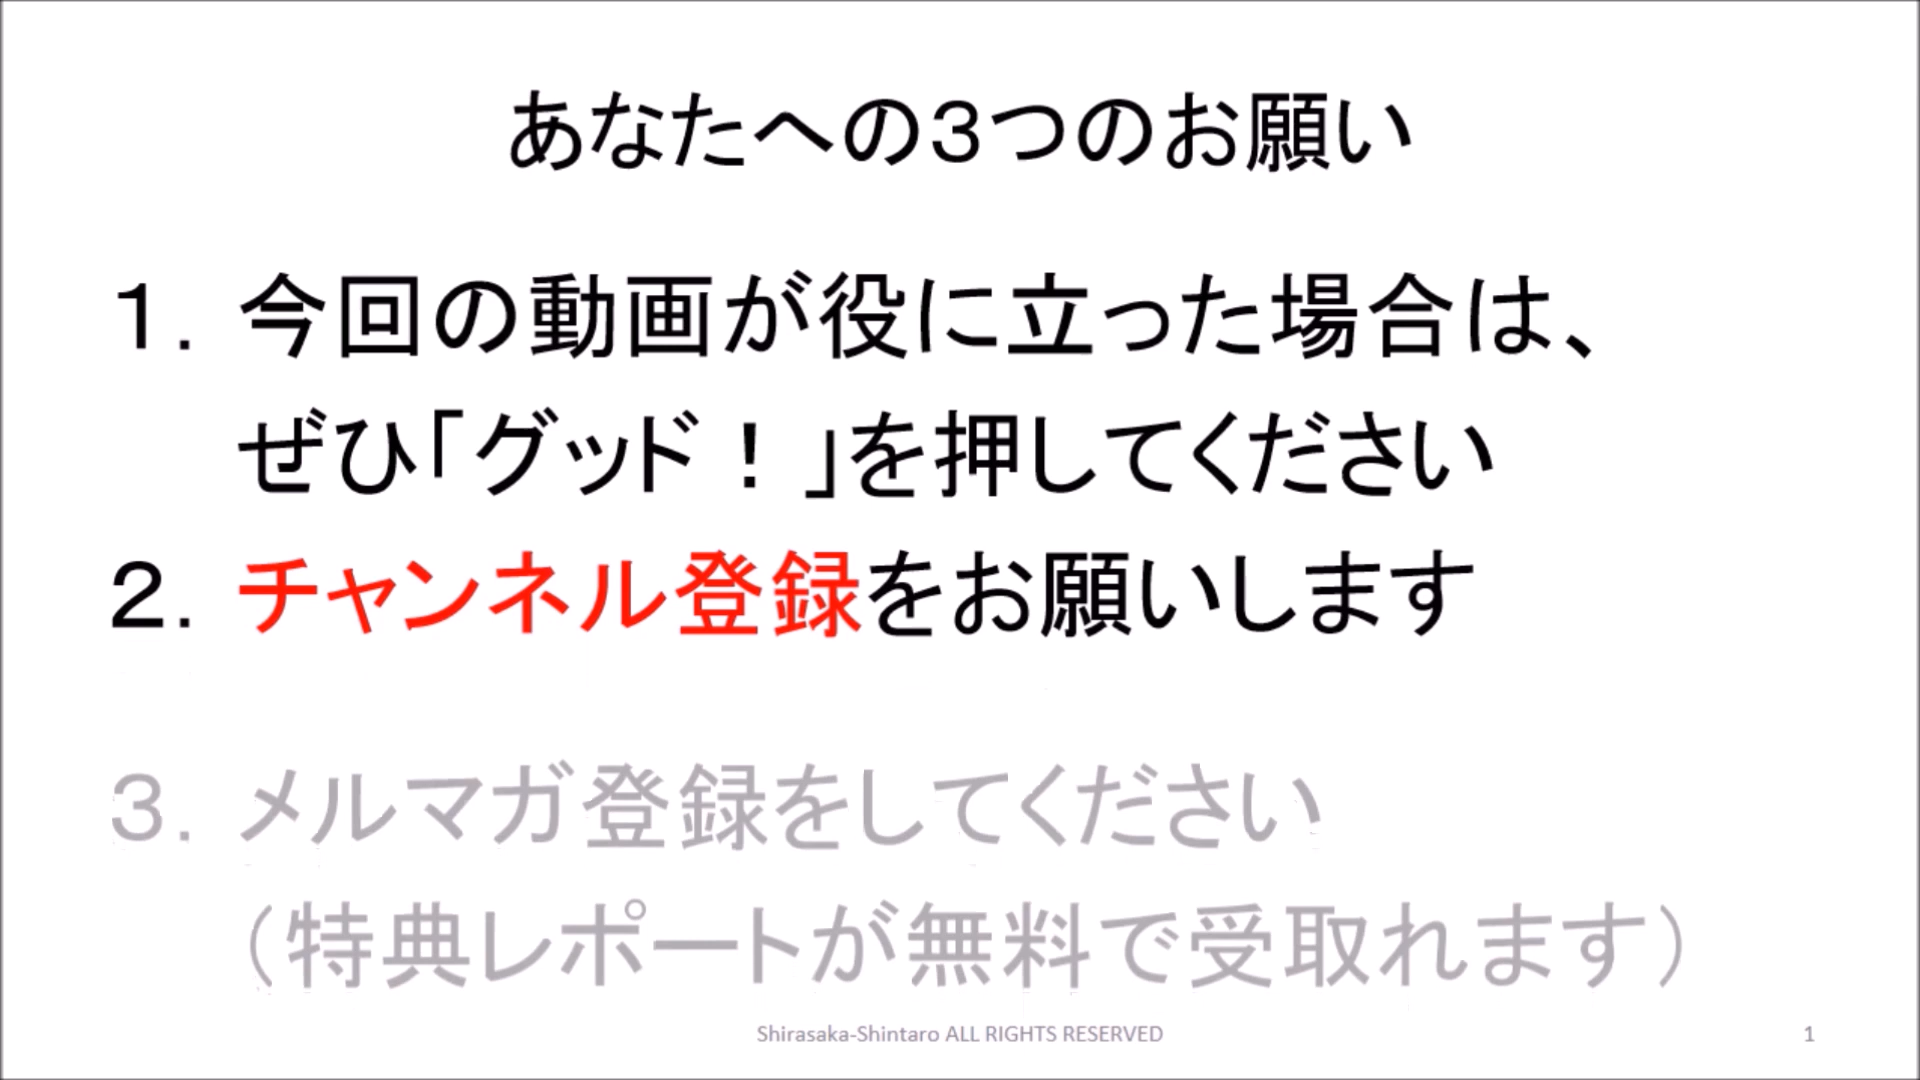 あなたへの３つのお願い
１. 今回の動画が役に立った場合は、
ぜひ「グッド！」を押してください
２. チャンネル登録をお願いします
３. メルマガ登録をしてください
（特典レポートが無料で受取れます）
Shirasaka-Shintaro ALL RIGHTS RESERVED
1